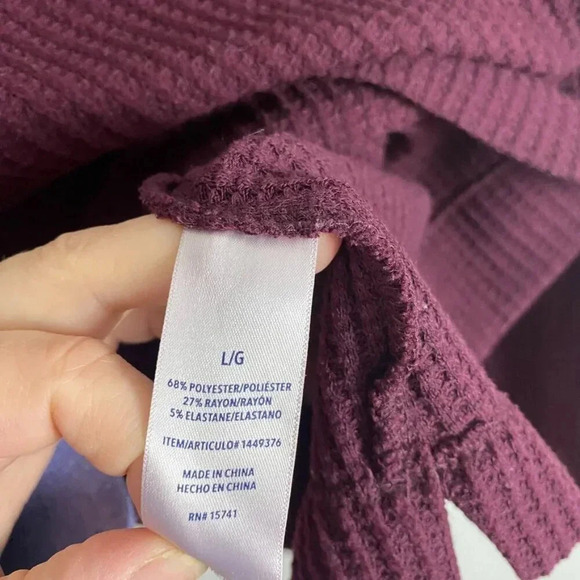 L/G
68% POLYESTER/POLIÉSTER
27% RAYON/RAYÓN
5% ELASTANE/ELASTANO
ITEM/ARTICULO# 1449376
MADE IN CHINA
HECHO EN CHINA
RN# 15741